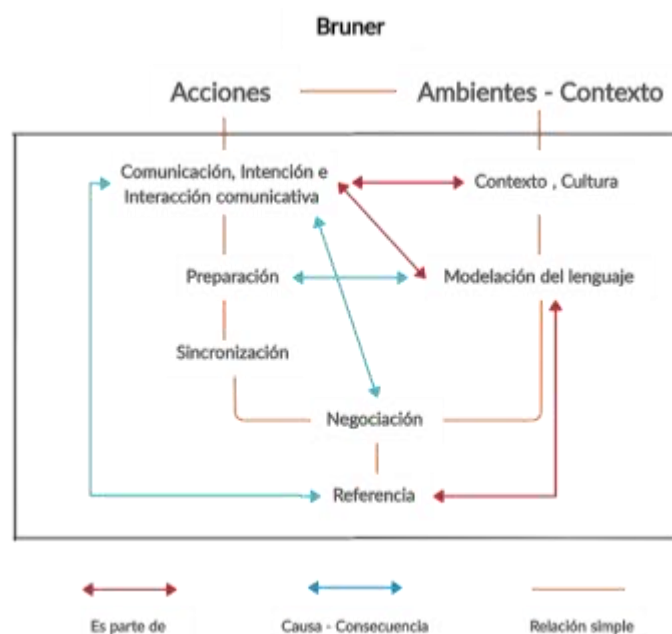 Bruner
Acciones
Ambientes - Contexto
Comunicación, Intención e
Interacción comunicativa
Contexto , Cultura
Preparación
Modelación del lenguaje
Sincronización
Negociación
Referencia
Es parte de
Causa - Consecuencia
Relación simple